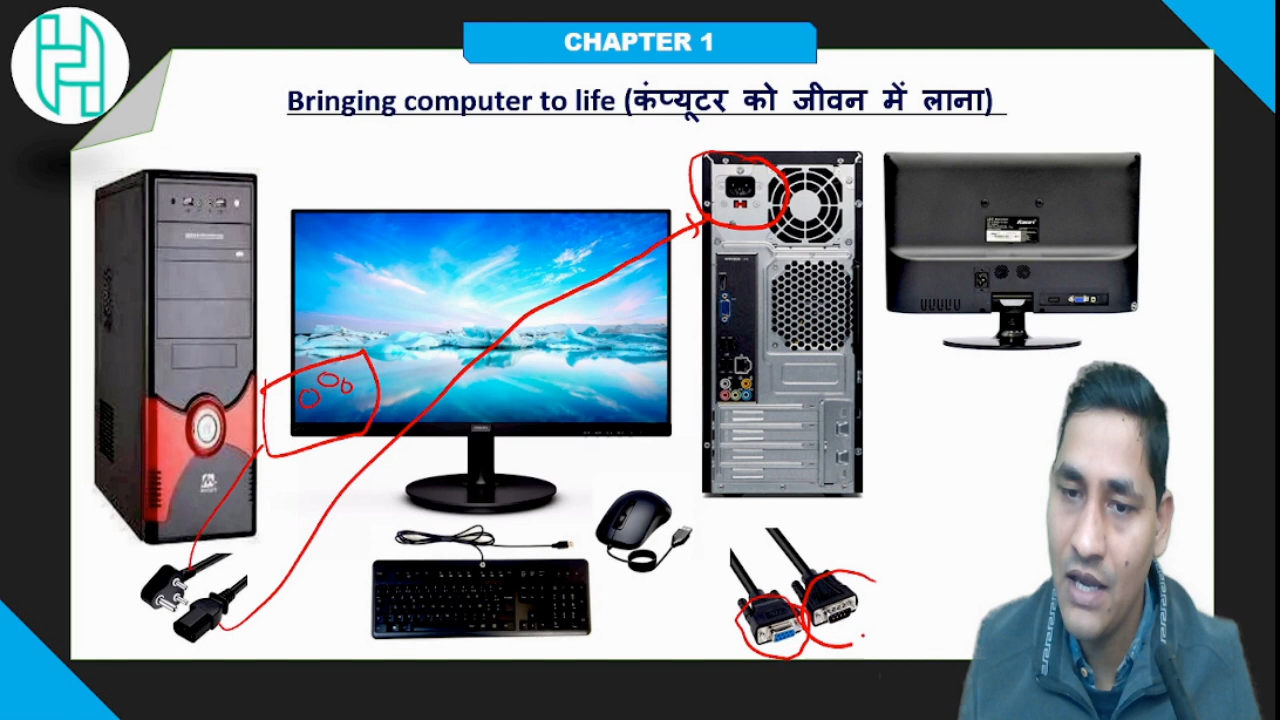 CHAPTER 1
Bringing computer to life (कंप्यूटर को जीवन में लाना)